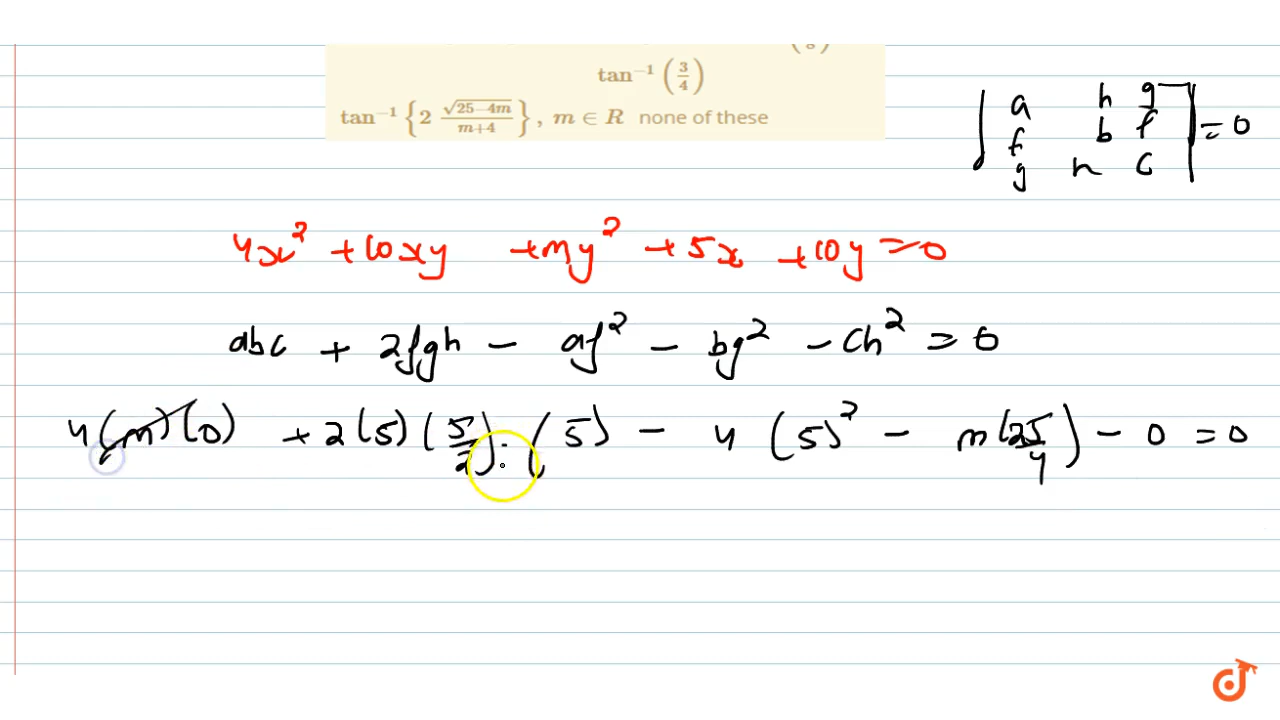 tan⁻¹ (3/4)
tan⁻¹ {2 √(25−4m)/(m+4)}, m ∈ R none of these
| a h g |
| f b f | = 0
| g h c |
4x² + 10xy + my² + 5x + 10y = 0
abc + 2fgh − af² − bg² − ch² = 0
4(m)(0) + 2(5)(5/2)·(5) − 4(5)² − m(25/4) − 0 = 0